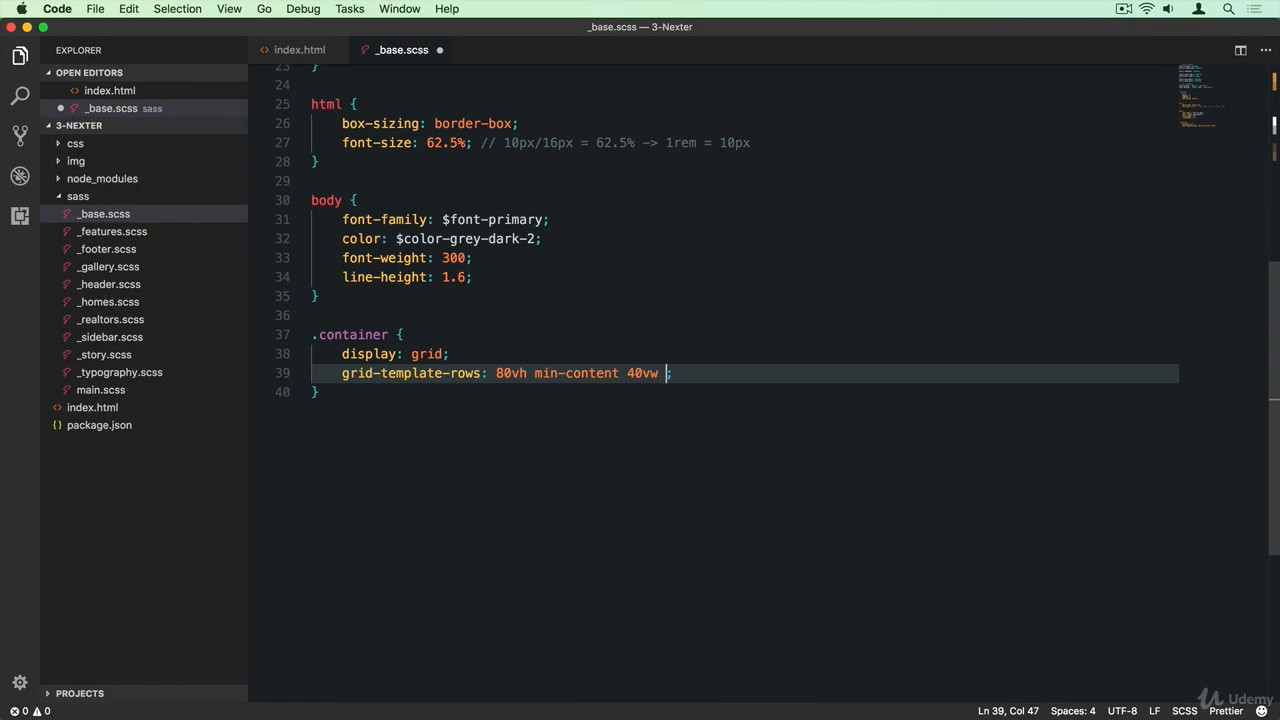 Code File Edit Selection View Go Debug Tasks Window Help
_base.scss — 3-Nexter
EXPLORER
OPEN EDITORS
index.html
_base.scss sass
3-NEXTER
css
img
node_modules
sass
_base.scss
_features.scss
_footer.scss
_gallery.scss
_header.scss
_homes.scss
_realtors.scss
_sidebar.scss
_story.scss
_typography.scss
main.scss
index.html
{} package.json
PROJECTS
index.html _base.scss
23 }
24
25 html {
26 box-sizing: border-box;
27 font-size: 62.5%; // 10px/16px = 62.5% -> 1rem = 10px
28 }
29
30 body {
31 font-family: $font-primary;
32 color: $color-grey-dark-2;
33 font-weight: 300;
34 line-height: 1.6;
35 }
36
37 .container {
38 display: grid;
39 grid-template-rows: 80vh min-content 40vw ;
40 }
Udemy
0 0 Ln 39, Col 47 Spaces: 4 UTF-8 LF SCSS Prettier